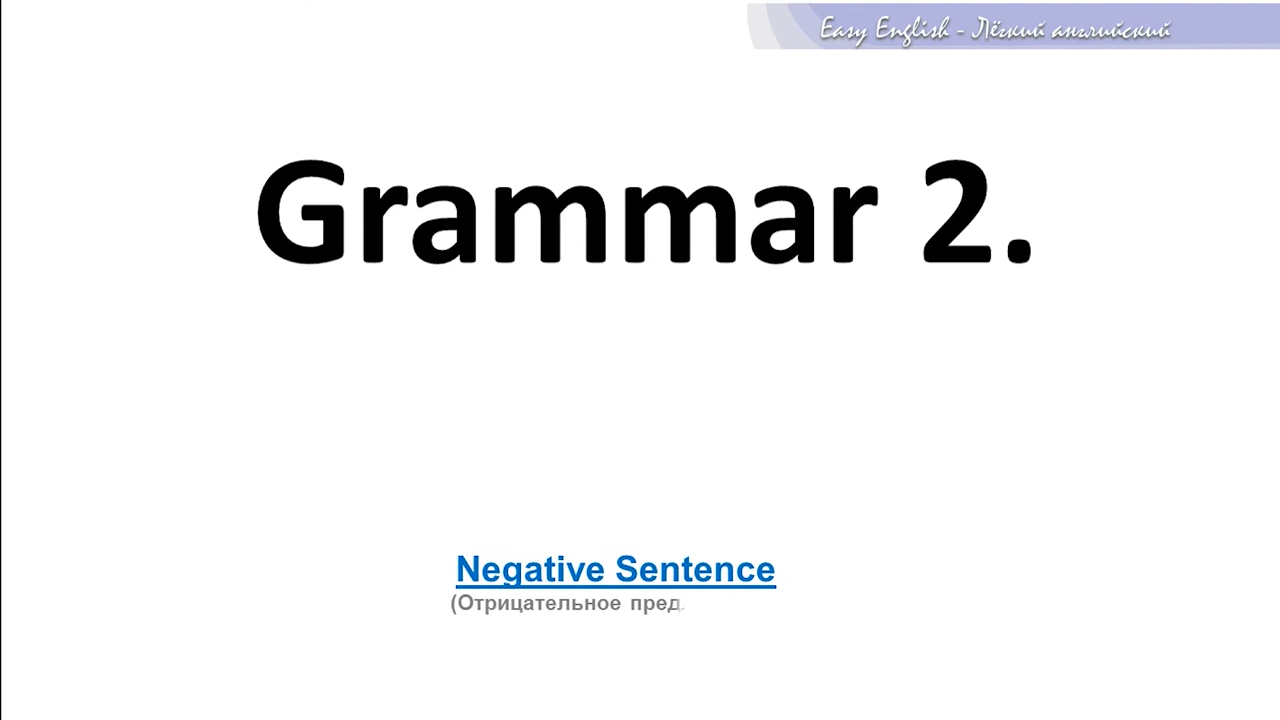 Easy English - Лёгкий английский
Grammar 2.
Negative Sentence
(Отрицательное пред